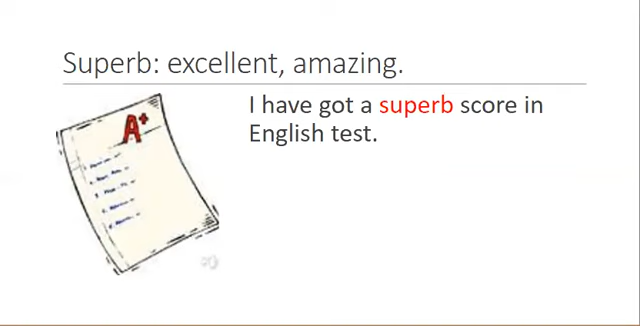 Superb: excellent, amazing.
I have got a superb score in
English test.
A+